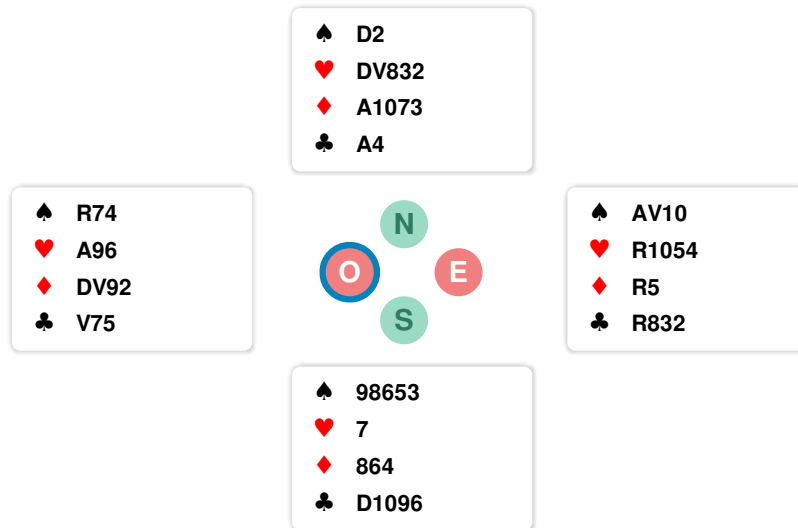 ♠ D2
♥ DV832
♦ A1073
♣ A4
♠ R74
♥ A96
♦ DV92
♣ V75
N
O E
S
♠ AV10
♥ R1054
♦ R5
♣ R832
♠ 98653
♥ 7
♦ 864
♣ D1096